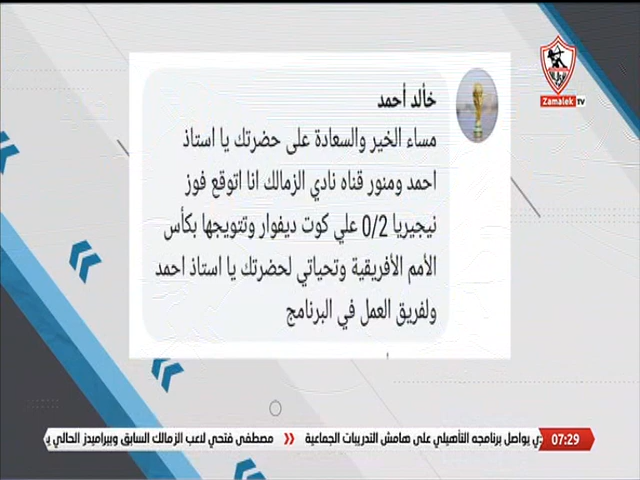 Zamalek TV
خألد أحمد
مساء الخير والسعادة على حضرتك يا استاذ
احمد ومنور قناه نادي الزمالك انا اتوقع فوز
نيجيريا 0/2 علي كوت ديفوار وتتويجها بكأس
الأمم الأفريقية وتحياتي لحضرتك يا استاذ احمد
ولفريق العمل في البرنامج
07:29 دي يواصل برنامجه التأهيلي على هامش التدريبات الجماعية » مصطفى فتحي لاعب الزمالك السابق وبيراميدز الحالي